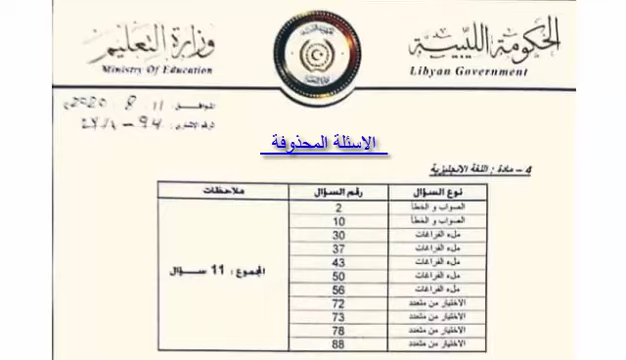 الحكومة الليبية
Libyan Government
وزارة التعليم
Ministry Of Education
الموافق : 11 8 2020
الرقم الاشاري: 94 -
الاسئلة المحذوفة
4 – مادة : اللغة الانجليزية
نوع السؤال رقم السؤال ملاحظات
الصواب و الخطأ 2
الصواب و الخطأ 10
ملء الفراغات 30
ملء الفراغات 37
ملء الفراغات 43
ملء الفراغات 50
ملء الفراغات 56
الاختيار من متعدد 72
الاختيار من متعدد 73
الاختيار من متعدد 78
الاختيار من متعدد 88
المجموع : 11 سؤال